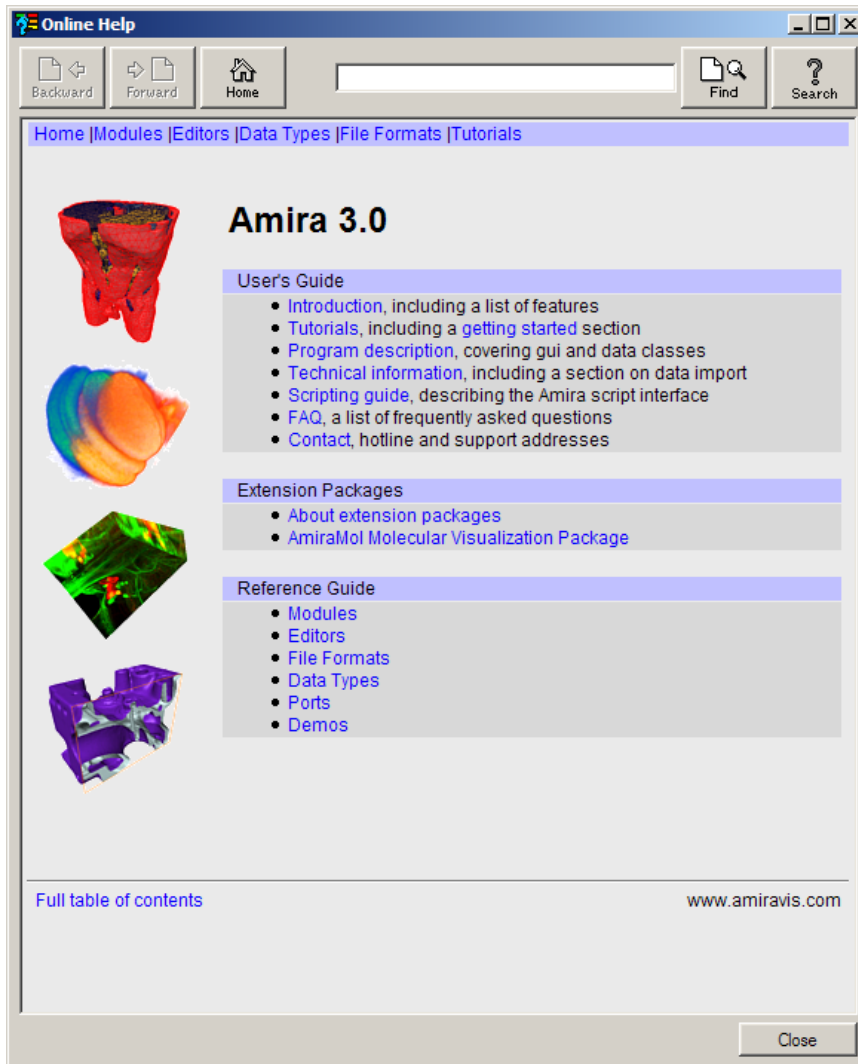 Online Help
Backward
Forward
Home
Find
Search
Home |Modules |Editors |Data Types |File Formats |Tutorials
Amira 3.0
User's Guide
Introduction, including a list of features
Tutorials, including a getting started section
Program description, covering gui and data classes
Technical information, including a section on data import
Scripting guide, describing the Amira script interface
FAQ, a list of frequently asked questions
Contact, hotline and support addresses
Extension Packages
About extension packages
AmiraMol Molecular Visualization Package
Reference Guide
Modules
Editors
File Formats
Data Types
Ports
Demos
Full table of contents
www.amiravis.com
Close